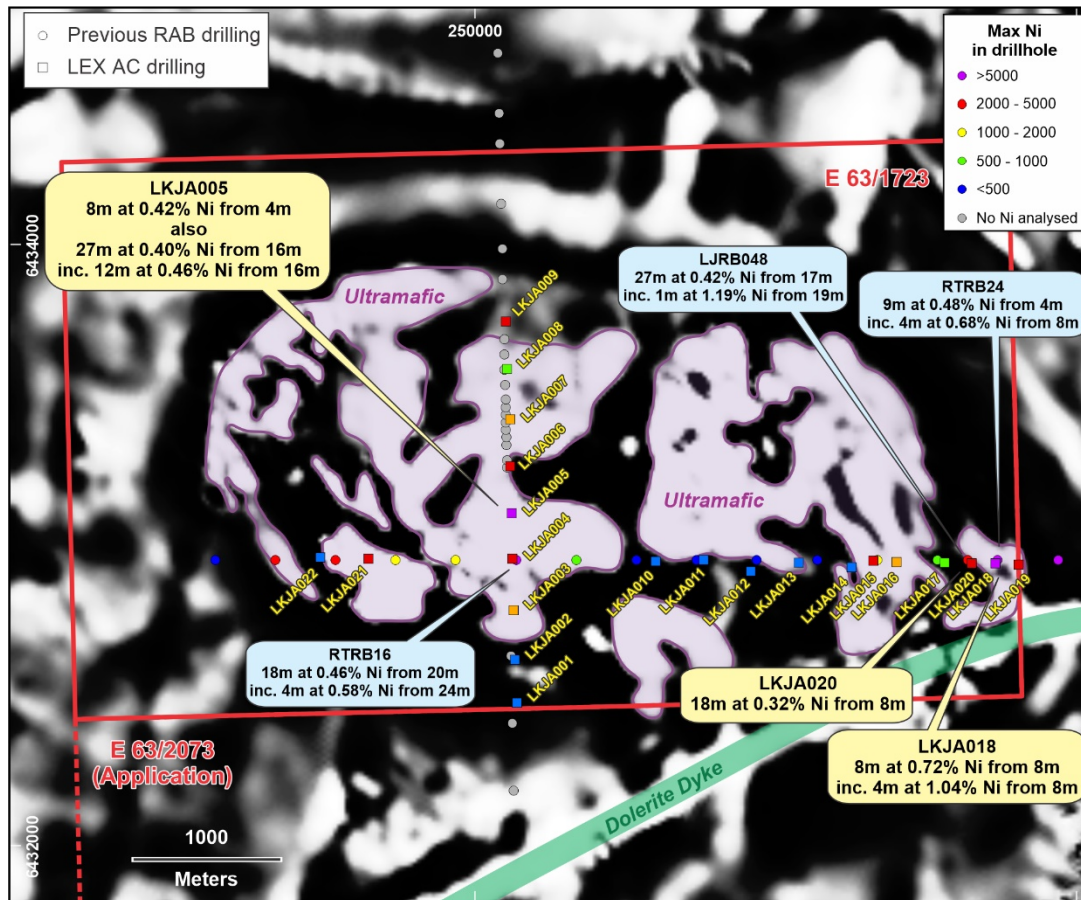 Previous RAB drilling
LEX AC drilling
250000
Max Ni
in drillhole
>5000
2000 - 5000
1000 - 2000
500 - 1000
<500
No Ni analysed
E 63/1723
LKJA005
8m at 0.42% Ni from 4m
also
27m at 0.40% Ni from 16m
inc. 12m at 0.46% Ni from 16m
6434000
LJRB048
27m at 0.42% Ni from 17m
inc. 1m at 1.19% Ni from 19m
RTRB24
9m at 0.48% Ni from 4m
inc. 4m at 0.68% Ni from 8m
Ultramafic
LKJA009
LKJA008
LKJA007
LKJA006
LKJA005
Ultramafic
LKJA004
LKJA003
LKJA002
LKJA001
LKJA022
LKJA021
LKJA010
LKJA011
LKJA012
LKJA013
LKJA014
LKJA015
LKJA016
LKJA017
LKJA020
LKJA018
LKJA019
RTRB16
18m at 0.46% Ni from 20m
inc. 4m at 0.58% Ni from 24m
LKJA020
18m at 0.32% Ni from 8m
LKJA018
8m at 0.72% Ni from 8m
inc. 4m at 1.04% Ni from 8m
E 63/2073
(Application)
Dolerite Dyke
6432000
1000
Meters